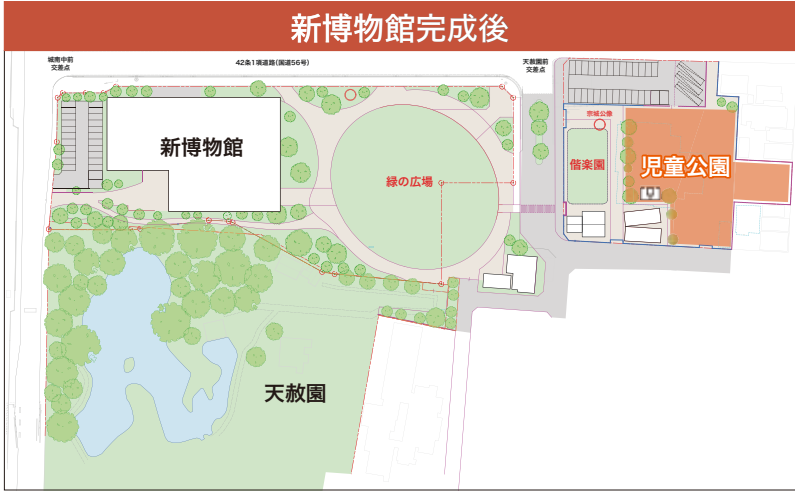 新博物館完成後
城南中前
交差点
42条1項道路(国道56号)
天赦園前
交差点
新博物館
緑の広場
宗城公像
偕楽園
児童公園
天赦園